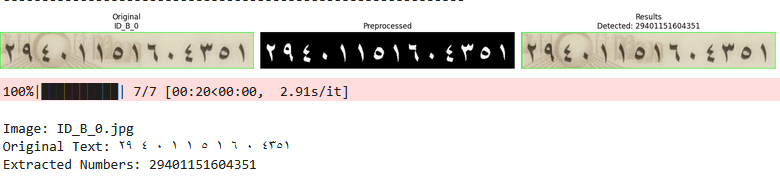 Original
ID_B_0
Preprocessed
Results
Detected: 29401151604351
٢٩٤٠١١٥١٦٠٤٣٥١
٢٩٤٠١١٥١٦٠٤٣٥١
٢٩٤٠١١٥١٦٠٤٣٥١
100%| | 7/7 [00:20<00:00, 2.91s/it]
Image: ID_B_0.jpg
Original Text: ٢٩ ٤ ٠ ١ ١ ٥ ١ ٦ ٠ ٤٣٥١
Extracted Numbers: 29401151604351